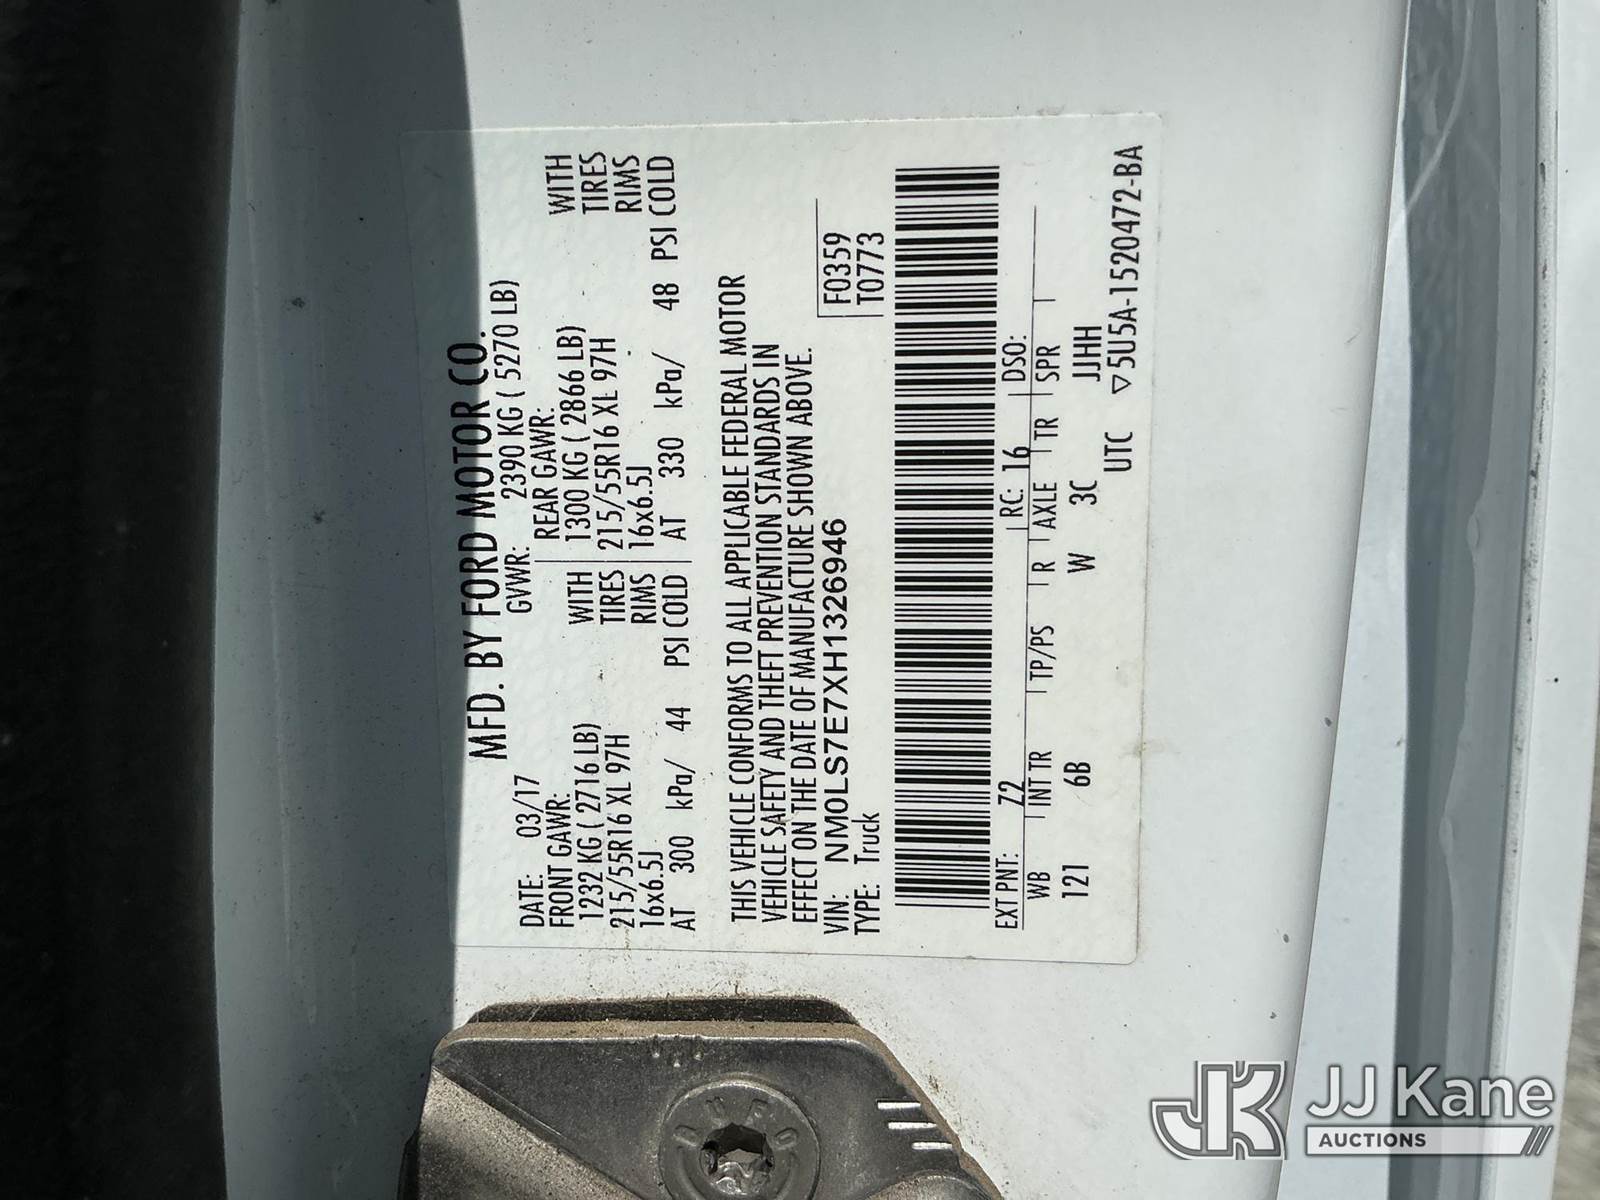 MFD. BY FORD MOTOR CO.
DATE: 03/17 GVWR: 2390 KG ( 5270 LB)
FRONT GAWR: REAR GAWR:
1232 KG ( 2716 LB) WITH 1300 KG ( 2866 LB) WITH
215/55R16 XL 97H TIRES 215/55R16 XL 97H TIRES
16x6.5J RIMS 16x6.5J RIMS
AT 300 kPa/ 44 PSI COLD AT 330 kPa/ 48 PSI COLD
THIS VEHICLE CONFORMS TO ALL APPLICABLE FEDERAL MOTOR
VEHICLE SAFETY AND THEFT PREVENTION STANDARDS IN
EFFECT ON THE DATE OF MANUFACTURE SHOWN ABOVE.
VIN: NM0LS7E7XH1326946 F0359
TYPE: Truck T0773
EXT PNT: Z2 RC: 16 DSO:
WB INT TR TP/PS R AXLE TR SPR
121 6B W 3C JJHH
UTC ▽5U5A-1520472-BA
JJ Kane
AUCTIONS